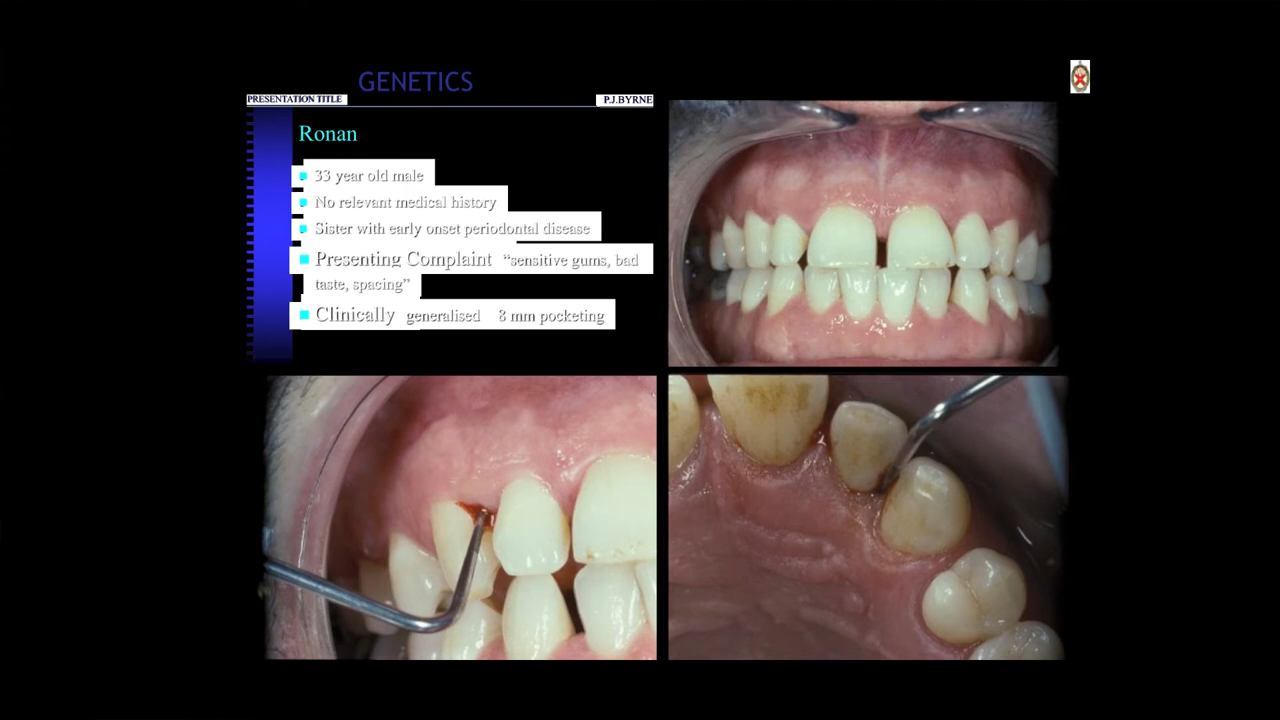 GENETICS
PRESENTATION TITLE
P.J.BYRNE
Ronan
33 year old male
No relevant medical history
Sister with early onset periodontal disease
Presenting Complaint "sensitive gums, bad
taste, spacing"
Clinically generalised 8 mm pocketing